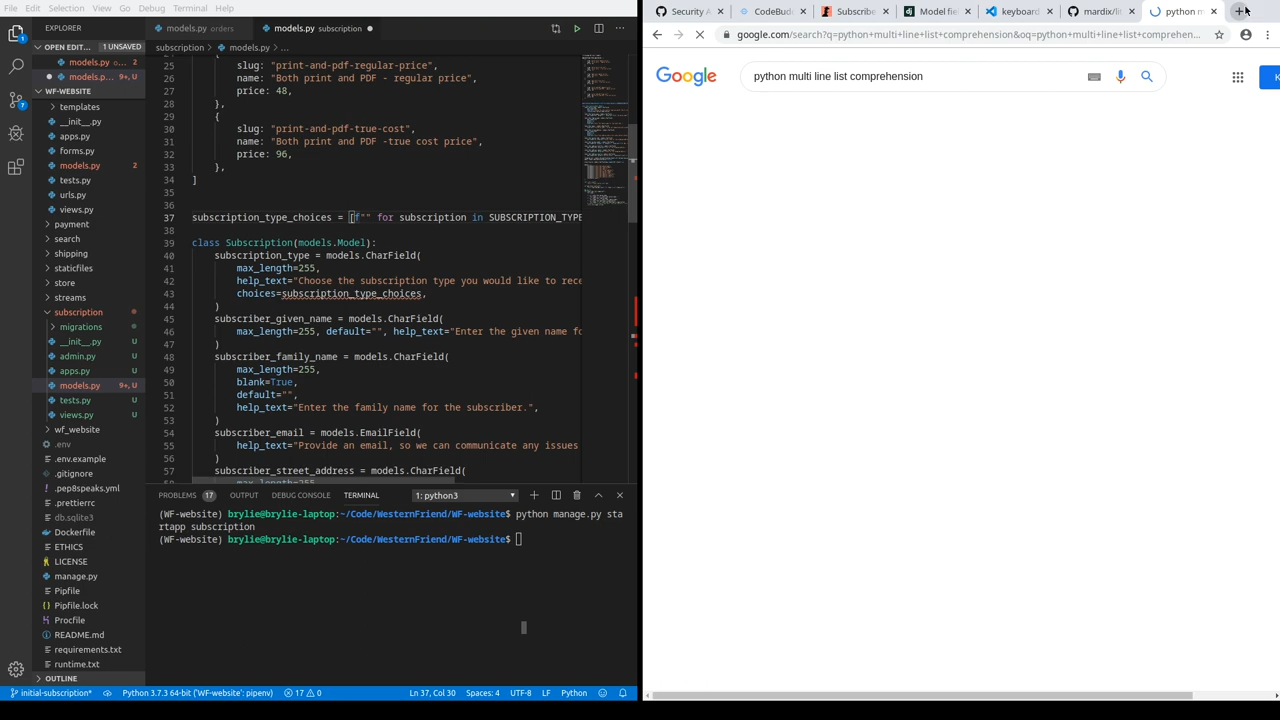 File Edit Selection View Debug Terminal Help
EXPLORER
OPEN EDIT... 1 UNSAVED
models.py o... 2
models.p... 9+, U
WF-WEBSITE
templates
__init__.py
apps.py
forms.py
models.py 2
tests.py
urls.py
views.py
payment
search
shipping
staticfiles
store
streams
subscription
migrations
__init__.py U
admin.py U
apps.py U
models.py 9+, U
tests.py U
views.py U
wf_website
.env
.env.example
.gitignore
.pep8speaks.yml
.prettierrc
db.sqlite3
Dockerfile
ETHICS
LICENSE
manage.py
Pipfile
Pipfile.lock
Procfile
README.md
requirements.txt
runtime.txt
OUTLINE
models.py orders
models.py subscription
subscription > models.py > ...
25 slug: "print-and-pdf-regular-price",
26 name: "Both print and PDF - regular price",
27 price: 48,
28 },
29 {
30 slug: "print-and-pdf-true-cost",
31 name: "Both print and PDF -true cost price",
32 price: 96,
33 },
34 ]
35
36
37 subscription_type_choices = [f"" for subscription in SUBSCRIPTION_TYPE
38
39 class Subscription(models.Model):
40 subscription_type = models.CharField(
41 max_length=255,
42 help_text="Choose the subscription type you would like to rece
43 choices=subscription_type_choices,
44 )
45 subscriber_given_name = models.CharField(
46 max_length=255, default="", help_text="Enter the given name fo
47 )
48 subscriber_family_name = models.CharField(
49 max_length=255,
50 blank=True,
51 default="",
52 help_text="Enter the family name for the subscriber.",
53 )
54 subscriber_email = models.EmailField(
55 help_text="Provide an email, so we can communicate any issues
56 )
57 subscriber_street_address = models.CharField(
PROBLEMS 17 OUTPUT DEBUG CONSOLE TERMINAL 1: python3
(WF-website) brylie@brylie-laptop:~/Code/WesternFriend/WF-website$ python manage.py sta
rtapp subscription
(WF-website) brylie@brylie-laptop:~/Code/WesternFriend/WF-website$
initial-subscription* Python 3.7.3 64-bit ('WF-website': pipenv) 17 0 Ln 37, Col 30 Spaces: 4 UTF-8 LF Python
Security A
CodeBud
Subscribe
Django
Model fie
keyboard
mardix/li
python m
google.com/search?q=python+multi+line+list+comprehension&oq=python+multi+line+list+comprehen...
Google
python multi line list comprehension